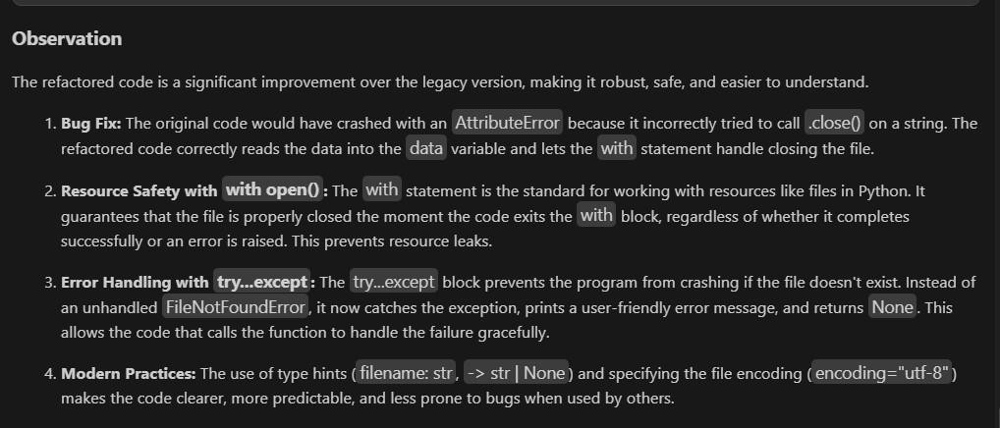 Observation
The refactored code is a significant improvement over the legacy version, making it robust, safe, and easier to understand.
1. Bug Fix: The original code would have crashed with an AttributeError because it incorrectly tried to call .close() on a string. The
refactored code correctly reads the data into the data variable and lets the with statement handle closing the file.
2. Resource Safety with with open(): The with statement is the standard for working with resources like files in Python. It
guarantees that the file is properly closed the moment the code exits the with block, regardless of whether it completes
successfully or an error is raised. This prevents resource leaks.
3. Error Handling with try...except: The try...except block prevents the program from crashing if the file doesn't exist. Instead of
an unhandled FileNotFoundError, it now catches the exception, prints a user-friendly error message, and returns None. This
allows the code that calls the function to handle the failure gracefully.
4. Modern Practices: The use of type hints (filename: str, -> str | None) and specifying the file encoding (encoding="utf-8")
makes the code clearer, more predictable, and less prone to bugs when used by others.